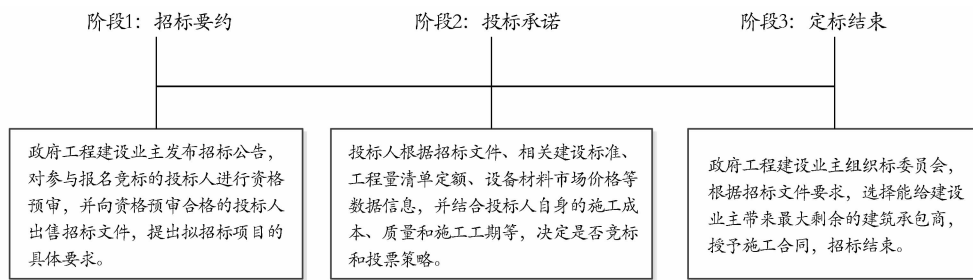 阶段1：招标要约
阶段2：投标承诺
阶段3：定标结束
政府工程建设业主发布招标公告，
对参与报名竞标的投标人进行资格
预审，并向资格预审合格的投标人
出售招标文件，提出拟招标项目的
具体要求。
投标人根据招标文件、相关建设标准、
工程量清单定额、设备材料市场价格等
数据信息，并结合投标人自身的施工成
本、质量和施工工期等，决定是否竞标
和投票策略。
政府工程建设业主组织标委员会，
根据招标文件要求，选择能给建设
业主带来最大剩余的建筑承包商，
授予施工合同，招标结束。